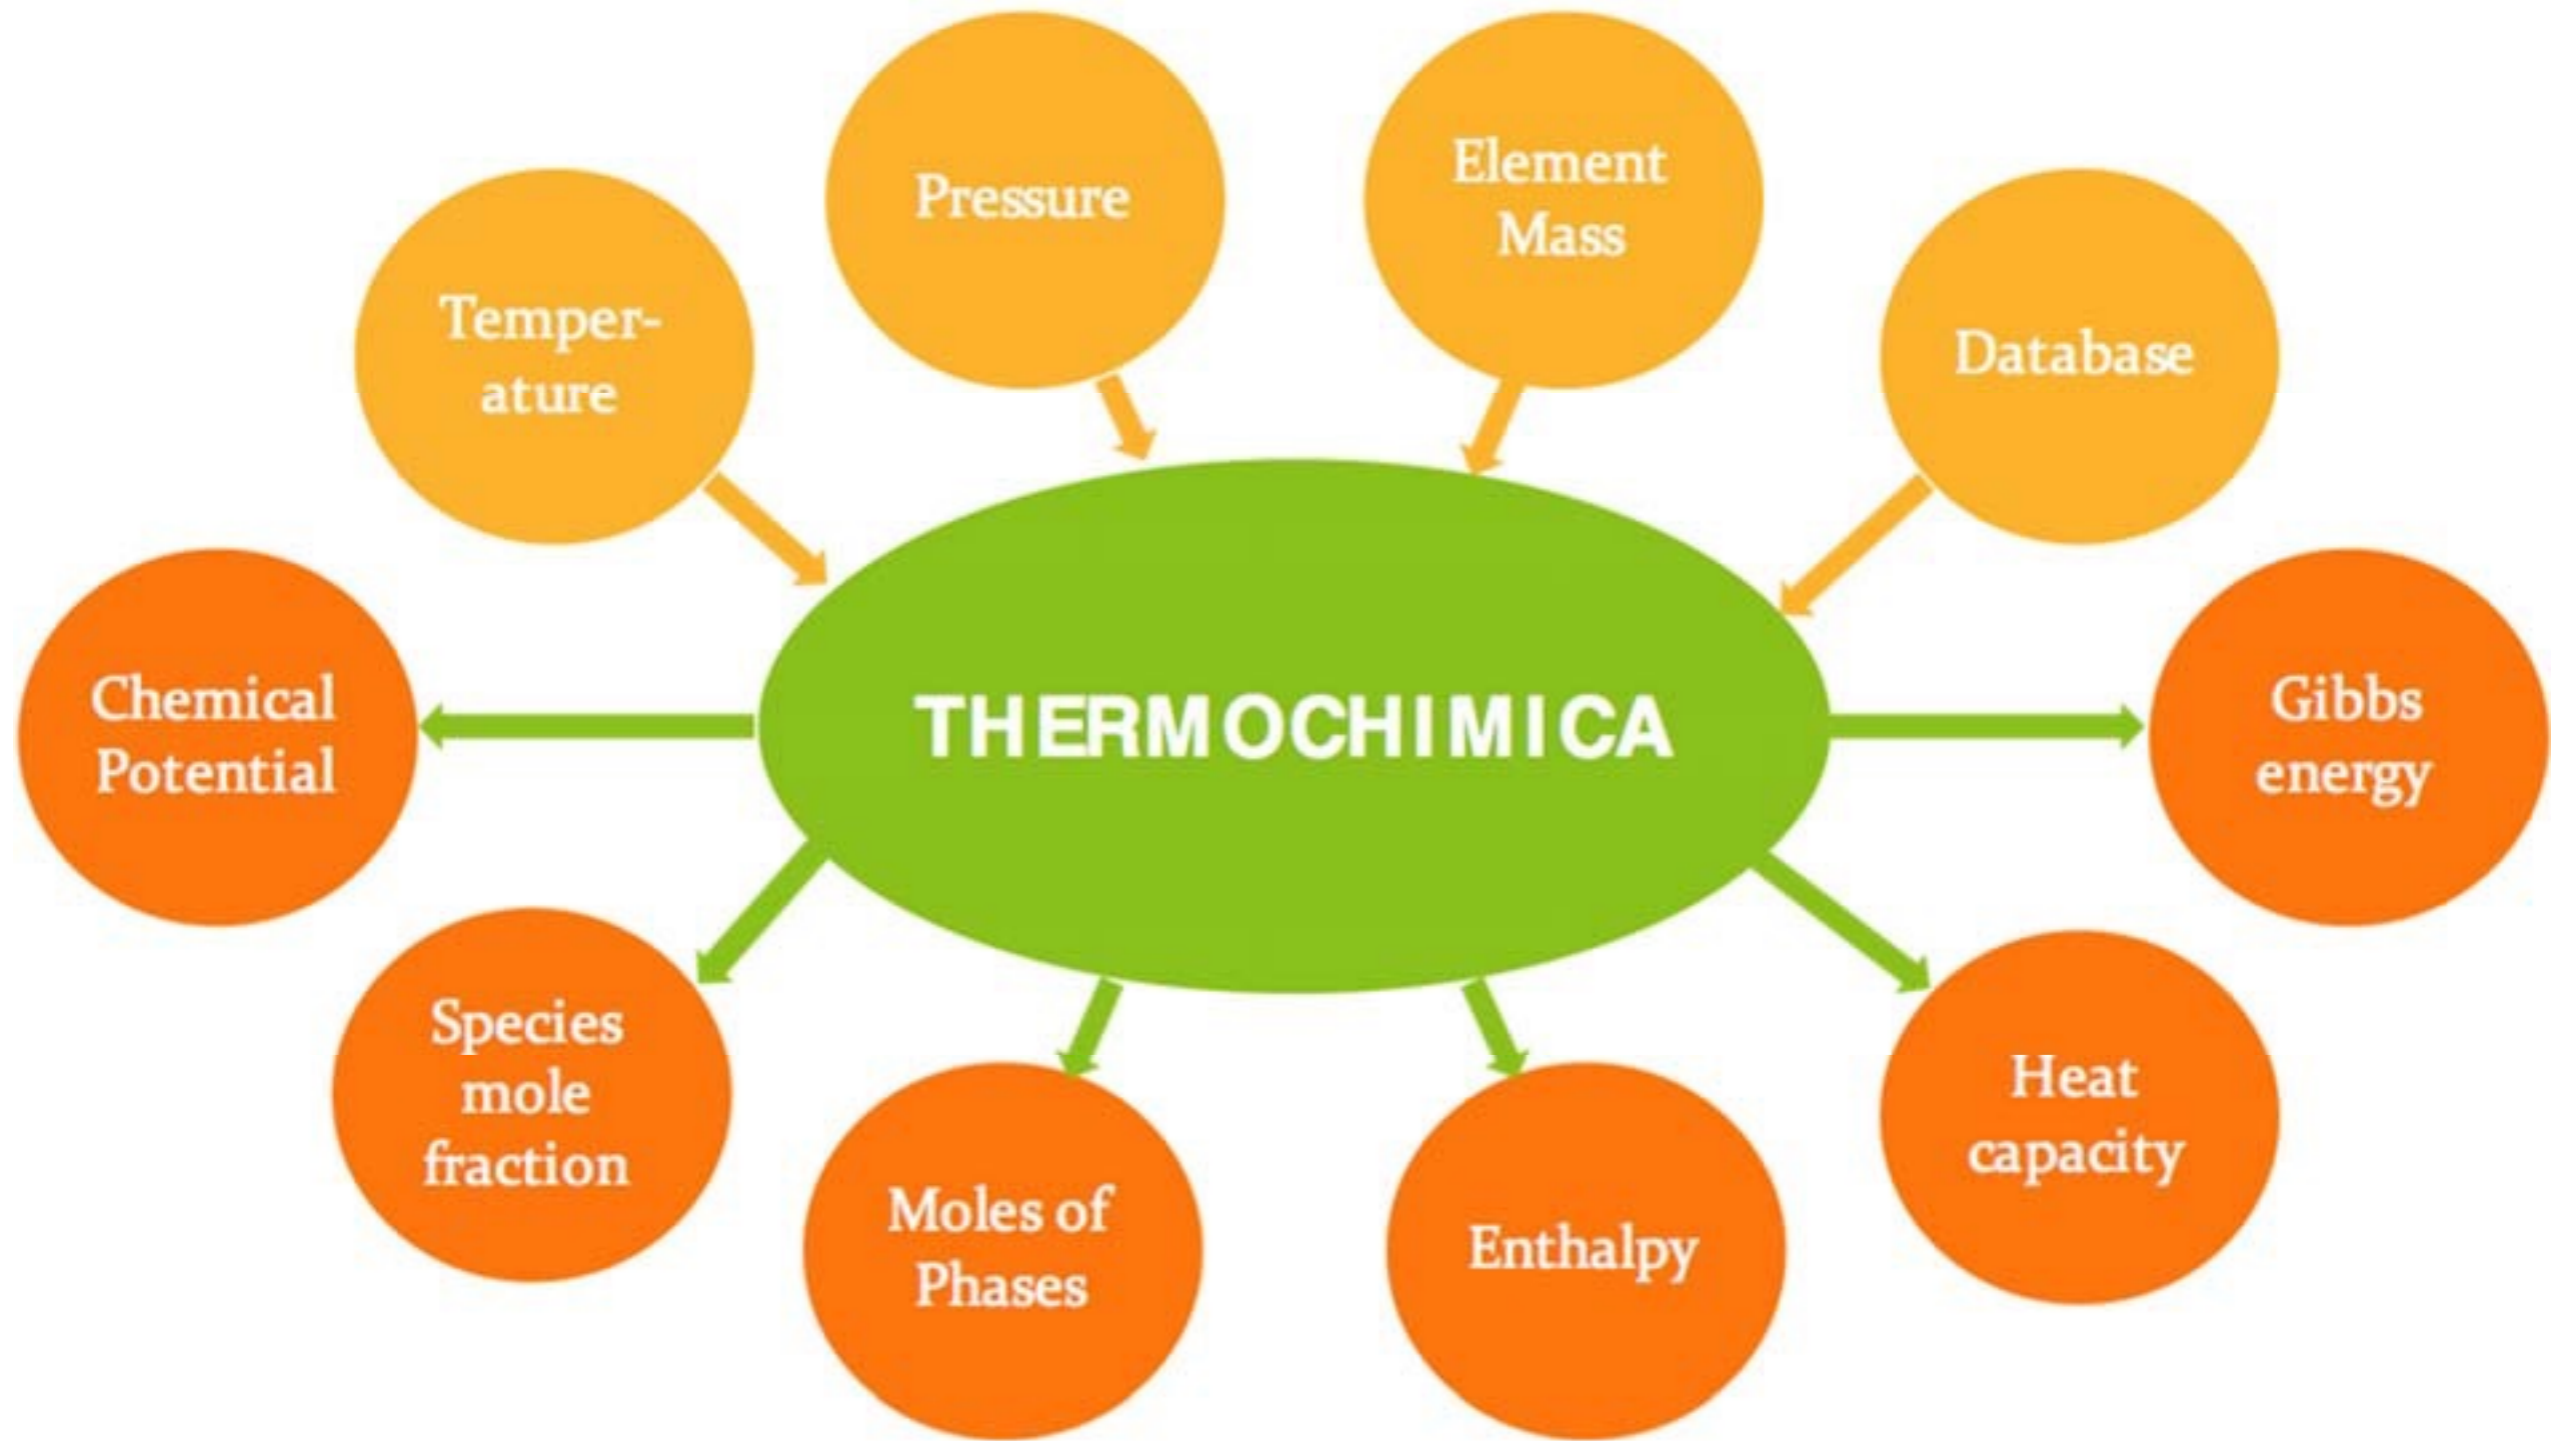 Pressure
Element
Mass
Temper-
ature
Database
Chemical
Potential
THERMOCHIMICA
Gibbs
energy
Species
mole
fraction
Moles of
Phases
Enthalpy
Heat
capacity